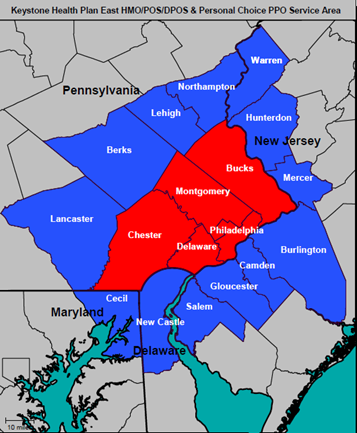 Keystone Health Plan East HMO/POS/DPOS & Personal Choice PPO Service Area
Warren
Northampton
Pennsylvania
Lehigh
Hunterdon
New Jersey
Berks
Bucks
Mercer
Montgomery
Lancaster
Philadelphia
Chester
Delaware
Burlington
Camden
Gloucester
Cecil
Salem
Maryland
New Castle
Delaware
10 miles